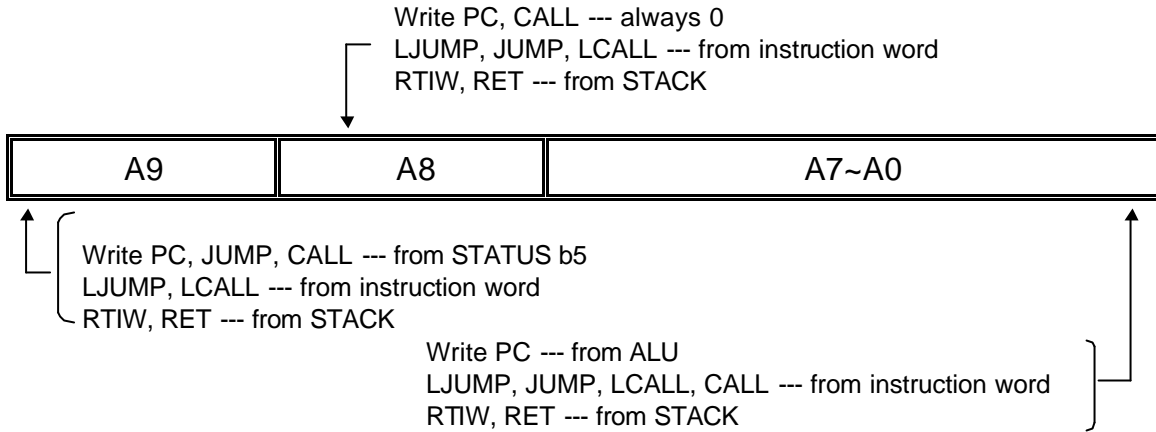 Write PC, CALL --- always 0
LJUMP, JUMP, LCALL --- from instruction word
RTIW, RET --- from STACK
A9 A8 A7~A0
Write PC, JUMP, CALL --- from STATUS b5
LJUMP, LCALL --- from instruction word
RTIW, RET --- from STACK
Write PC --- from ALU
LJUMP, JUMP, LCALL, CALL --- from instruction word
RTIW, RET --- from STACK